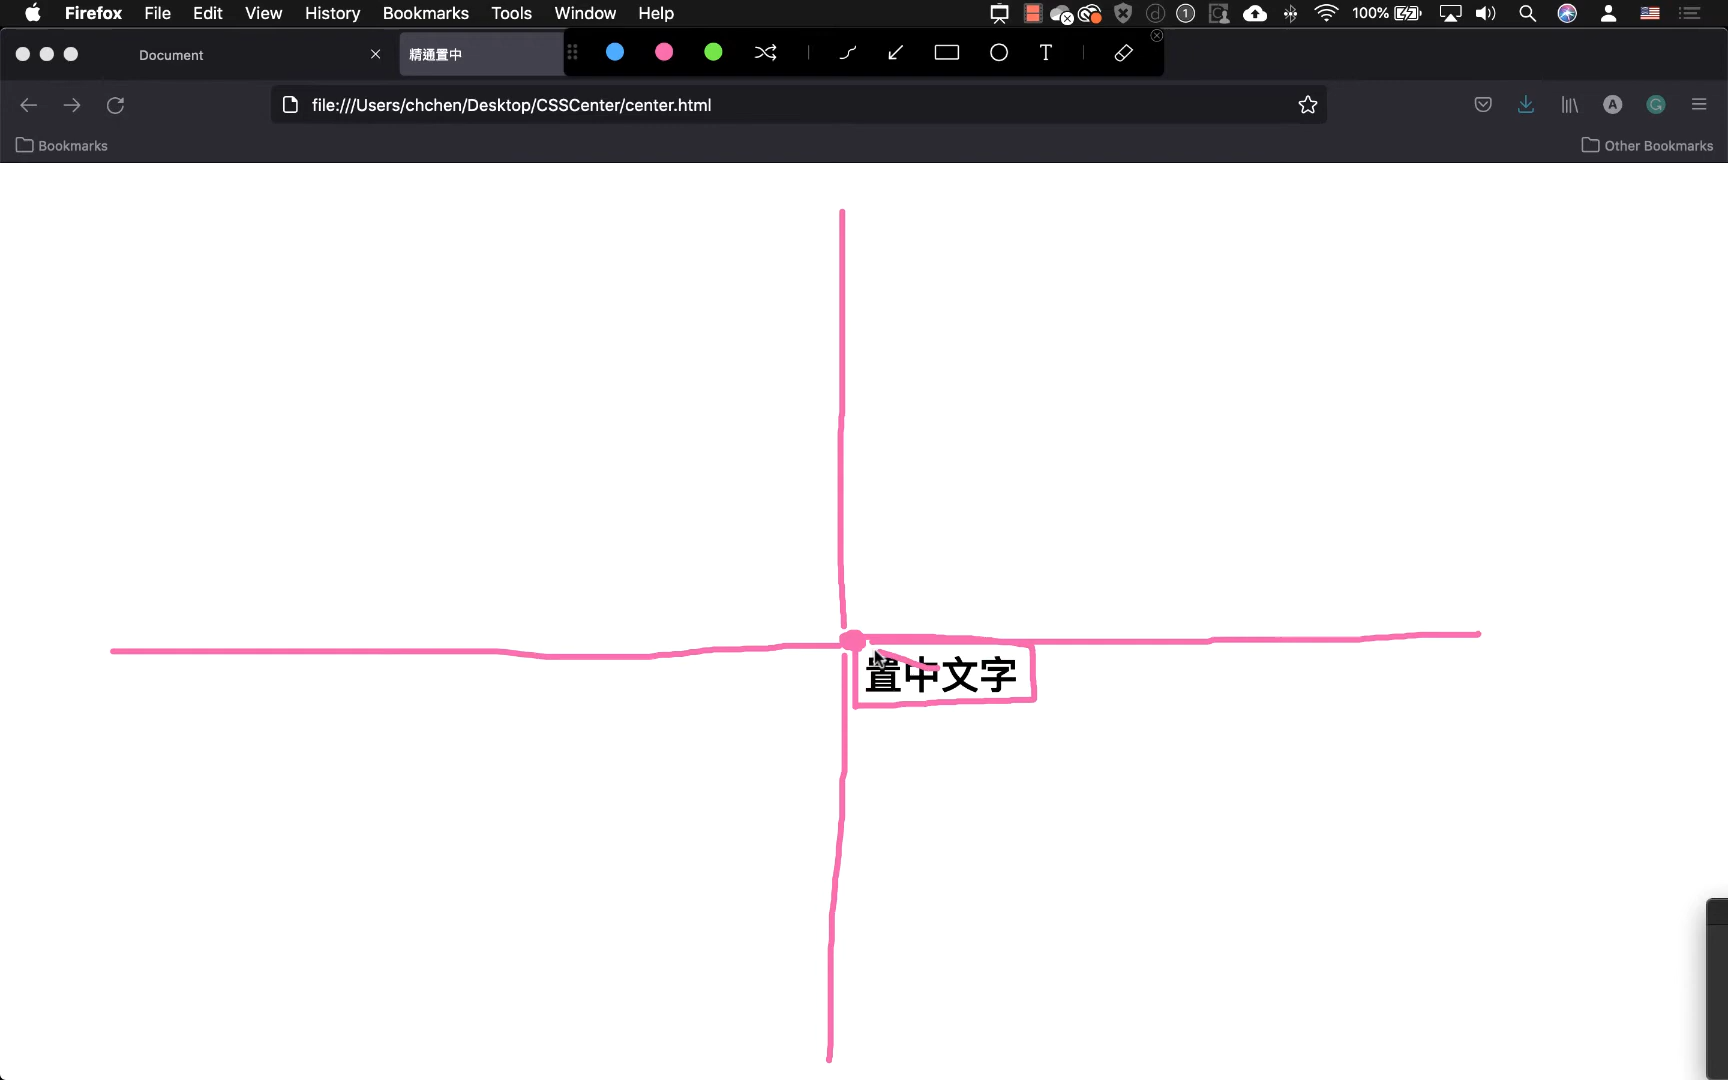 Firefox File Edit View History Bookmarks Tools Window Help 1 100%
Document 精通置中 T
file:///Users/chchen/Desktop/CSSCenter/center.html A G
Bookmarks Other Bookmarks
置中文字